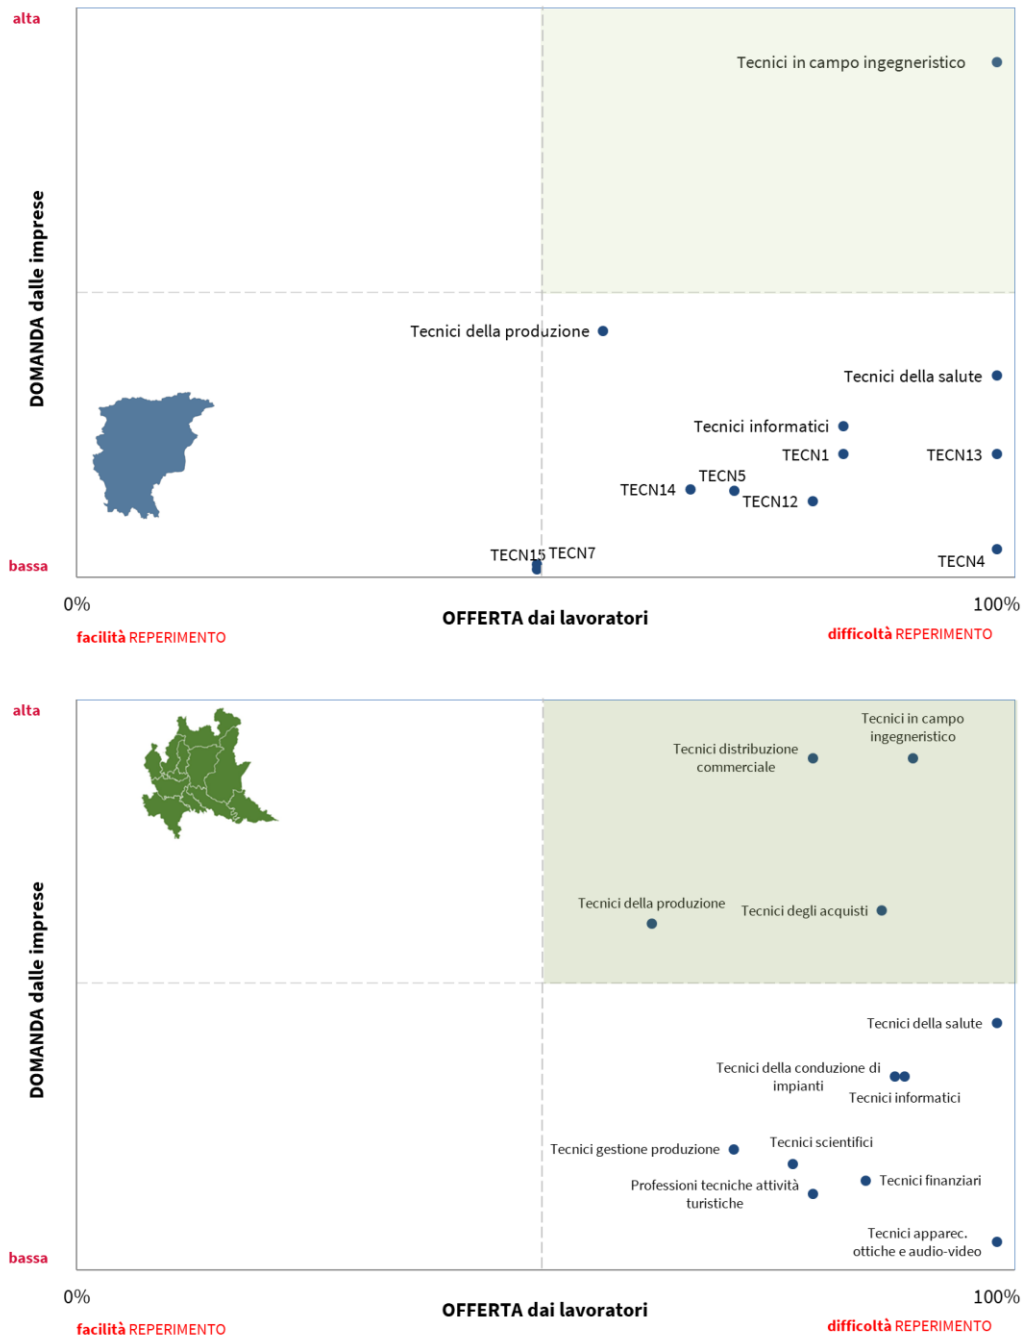 alta
Tecnici in campo ingegneristico
DOMANDA dalle imprese
Tecnici della produzione
Tecnici della salute
Tecnici informatici
TECN1
TECN13
TECN5
TECN14
TECN12
TECN15
TECN7
TECN4
bassa
0%
100%
OFFERTA dai lavoratori
facilità REPERIMENTO
difficoltà REPERIMENTO
alta
Tecnici in campo
ingegneristico
Tecnici distribuzione
commerciale
DOMANDA dalle imprese
Tecnici della produzione
Tecnici degli acquisti
Tecnici della salute
Tecnici della conduzione di
impianti
Tecnici informatici
Tecnici scientifici
Tecnici gestione produzione
Tecnici finanziari
Professioni tecniche attività
turistiche
Tecnici apparec.
ottiche e audio-video
bassa
0%
100%
OFFERTA dai lavoratori
facilità REPERIMENTO
difficoltà REPERIMENTO